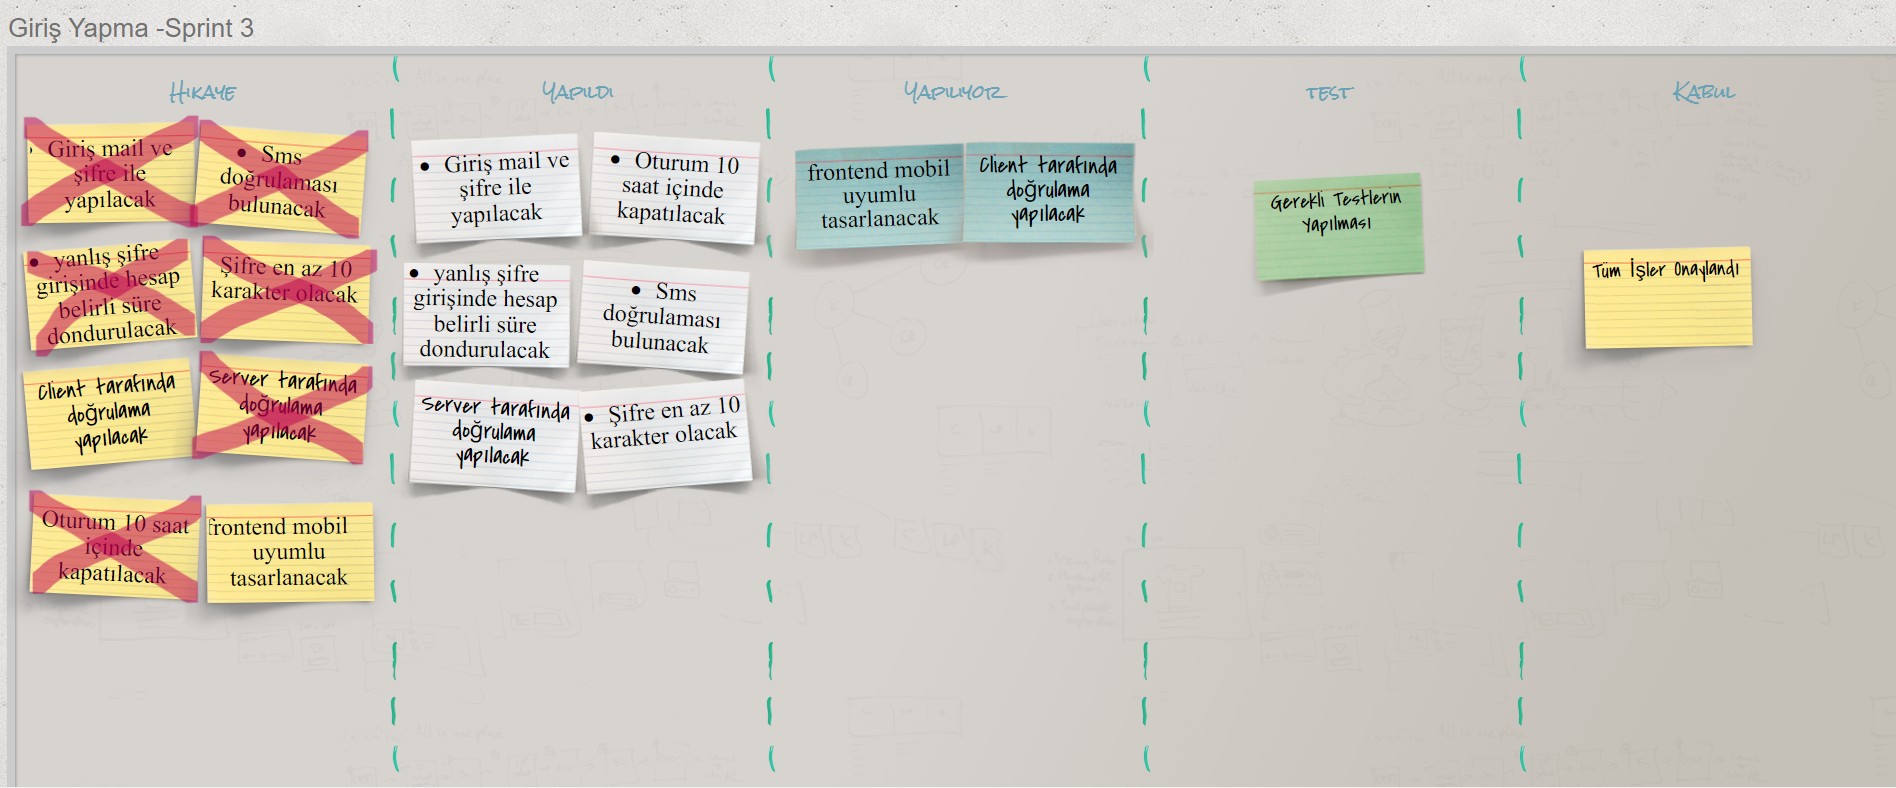 Giriş Yapma -Sprint 3
Hikaye
Yapıldı
Yapılıyor
test
Kabul
Giriş mail ve
şifre ile
yapılacak
• Sms
doğrulaması
bulunacak
• yanlış şifre
girişinde hesap
belirli süre
dondurulacak
Şifre en az 10
karakter olacak
Client tarafında
doğrulama
yapılacak
Server tarafında
doğrulama
yapılacak
Oturum 10 saat
içinde
kapatılacak
frontend mobil
uyumlu
tasarlanacak
• Giriş mail ve
şifre ile
yapılacak
• Oturum 10
saat içinde
kapatılacak
• yanlış şifre
girişinde hesap
belirli süre
dondurulacak
• Sms
doğrulaması
bulunacak
Server tarafında
doğrulama
yapılacak
• Şifre en az 10
karakter olacak
frontend mobil
uyumlu
tasarlanacak
Client tarafında
doğrulama
yapılacak
Gerekli Testlerin
Yapılması
Tüm İşler Onaylandı